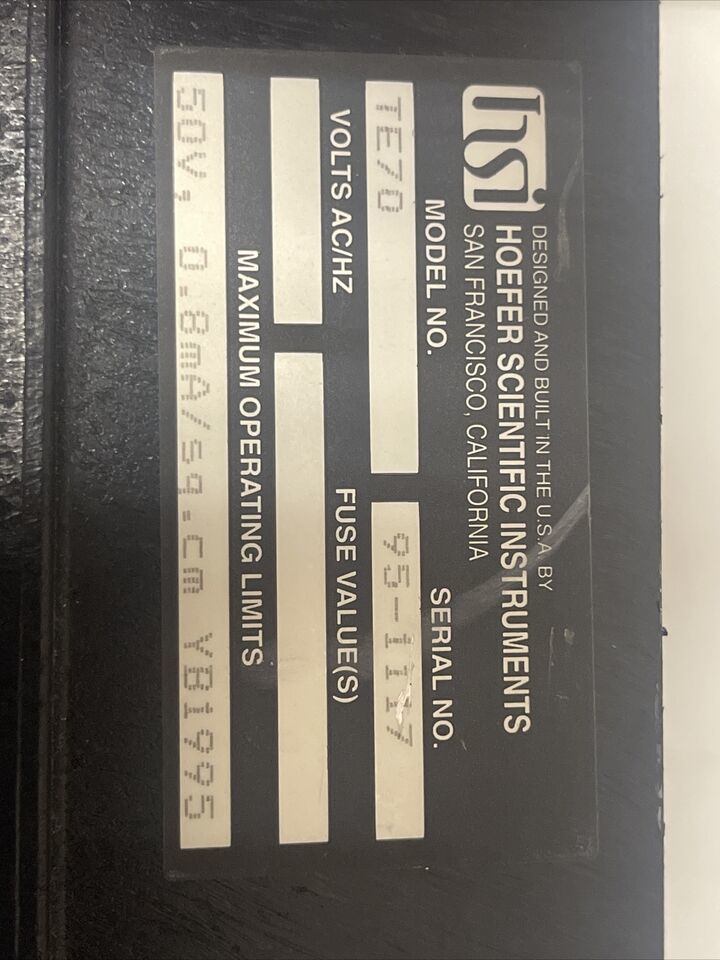 hsi
DESIGNED AND BUILT IN THE U.S.A. BY
HOEFER SCIENTIFIC INSTRUMENTS
SAN FRANCISCO, CALIFORNIA
MODEL NO. SERIAL NO.
TE70 95-1117
VOLTS AC/HZ FUSE VALUE(S)
MAXIMUM OPERATING LIMITS
50V, 0.8mA/sq.cm YB1995